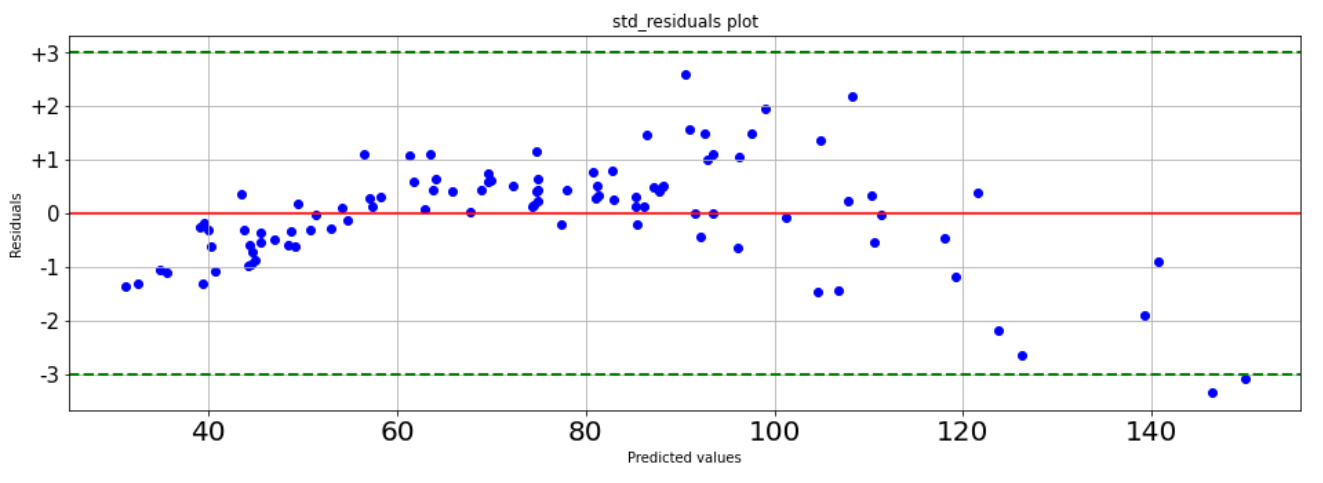 std_residuals plot
+3
+2
+1
0
-1
-2
-3
Residuals
40 60 80 100 120 140
Predicted values